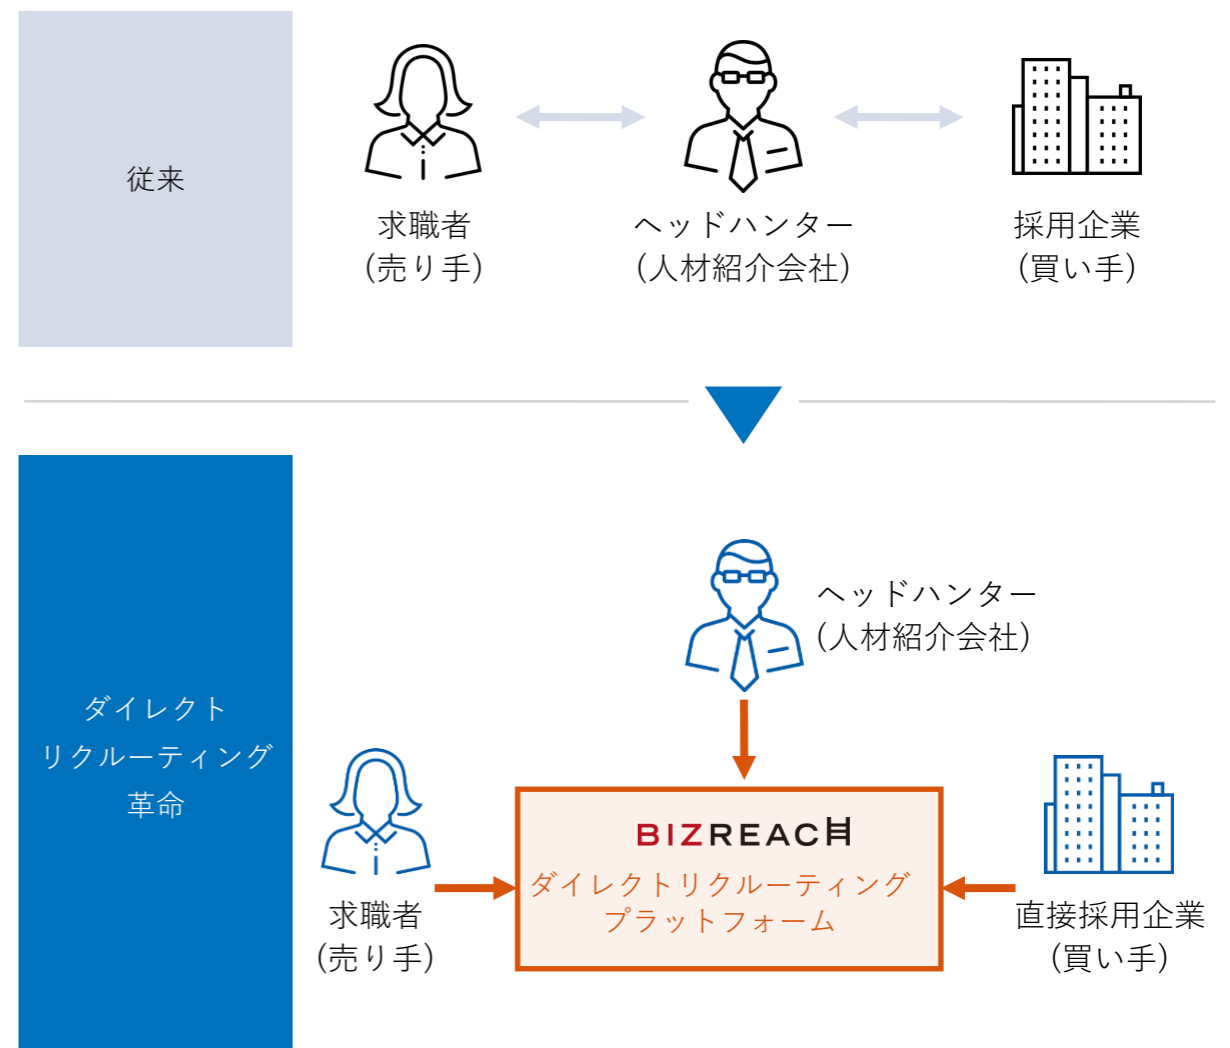 従来
求職者
(売り手)
ヘッドハンター
(人材紹介会社)
採用企業
(買い手)
ダイレクト
リクルーティング
革命
ヘッドハンター
(人材紹介会社)
求職者
(売り手)
BIZREACH
ダイレクトリクルーティング
プラットフォーム
直接採用企業
(買い手)